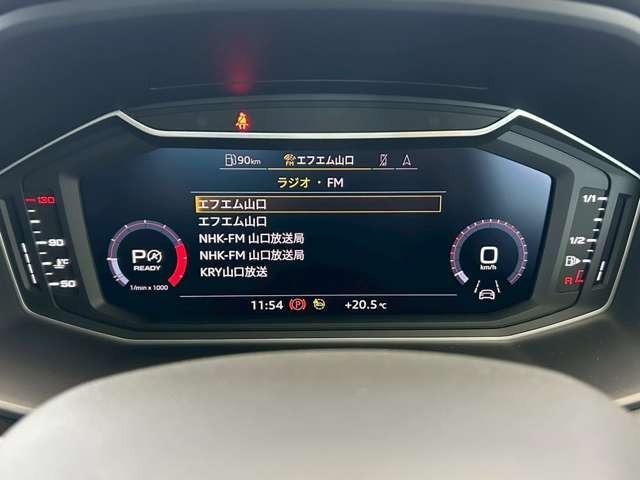 90km エフエム山口
ラジオ・FM
エフエム山口
エフエム山口
NHK-FM 山口放送局
NHK-FM 山口放送局
KRY山口放送
130
90
°C
50
P
READY
1/min x 1000
0
km/h
1/1
1/2
R
11:54 P +20.5°C